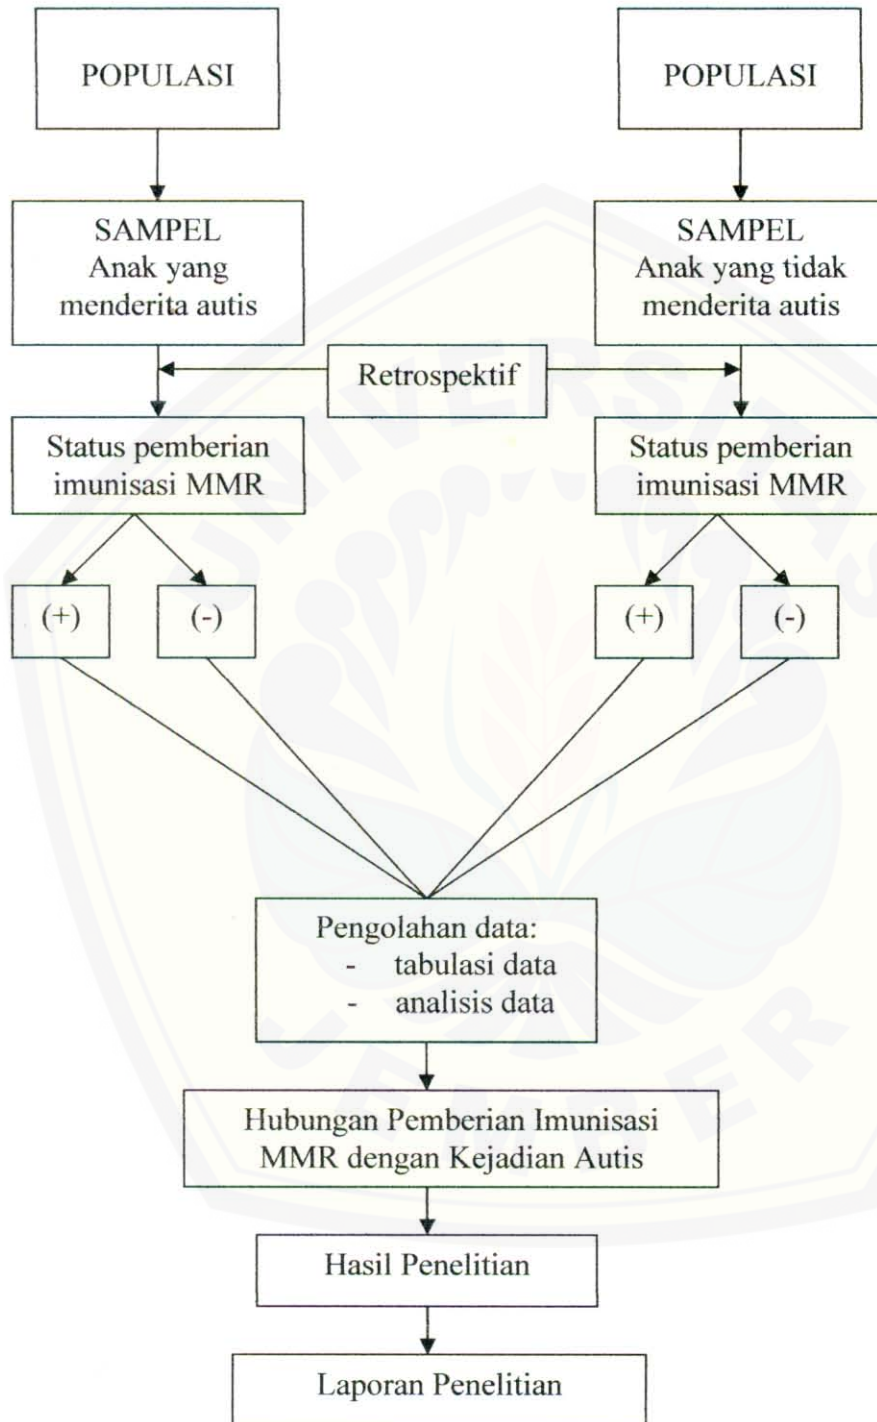 POPULASI
POPULASI
SAMPEL
Anak yang
menderita autis
SAMPEL
Anak yang tidak
menderita autis
Retrospektif
Status pemberian
imunisasi MMR
Status pemberian
imunisasi MMR
(+)
(-)
(+)
(-)
Pengolahan data:
- tabulasi data
- analisis data
Hubungan Pemberian Imunisasi
MMR dengan Kejadian Autis
Hasil Penelitian
Laporan Penelitian
UNIVERSITAS
JEMBER